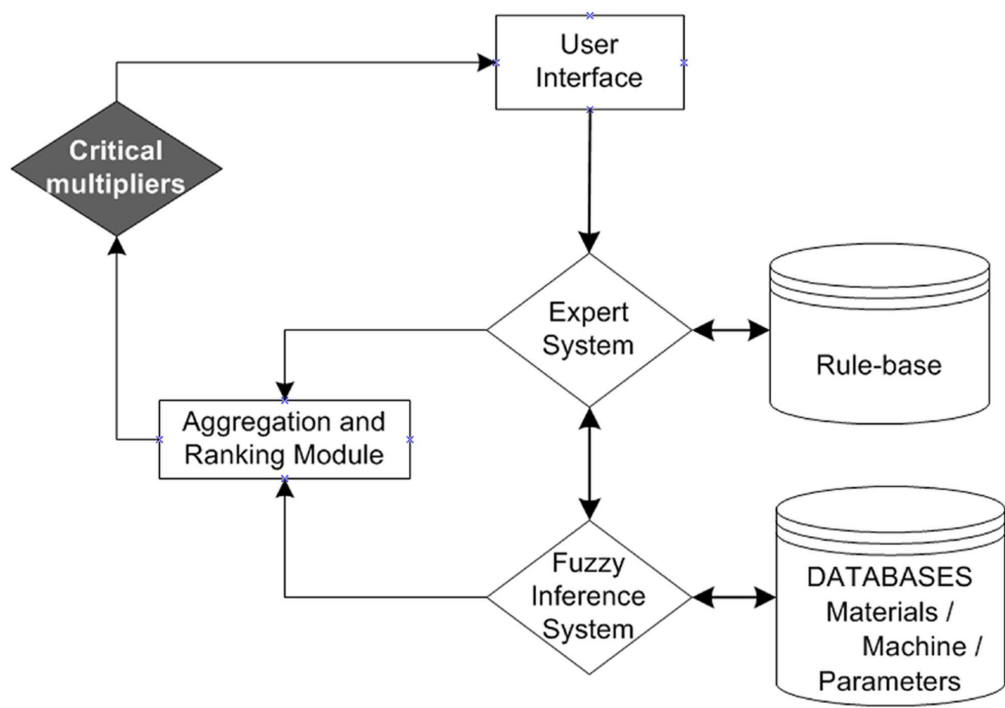 User
Interface
Critical
multipliers
Expert
System
Rule-base
Aggregation and
Ranking Module
Fuzzy
Inference
System
DATABASES
Materials /
Machine /
Parameters